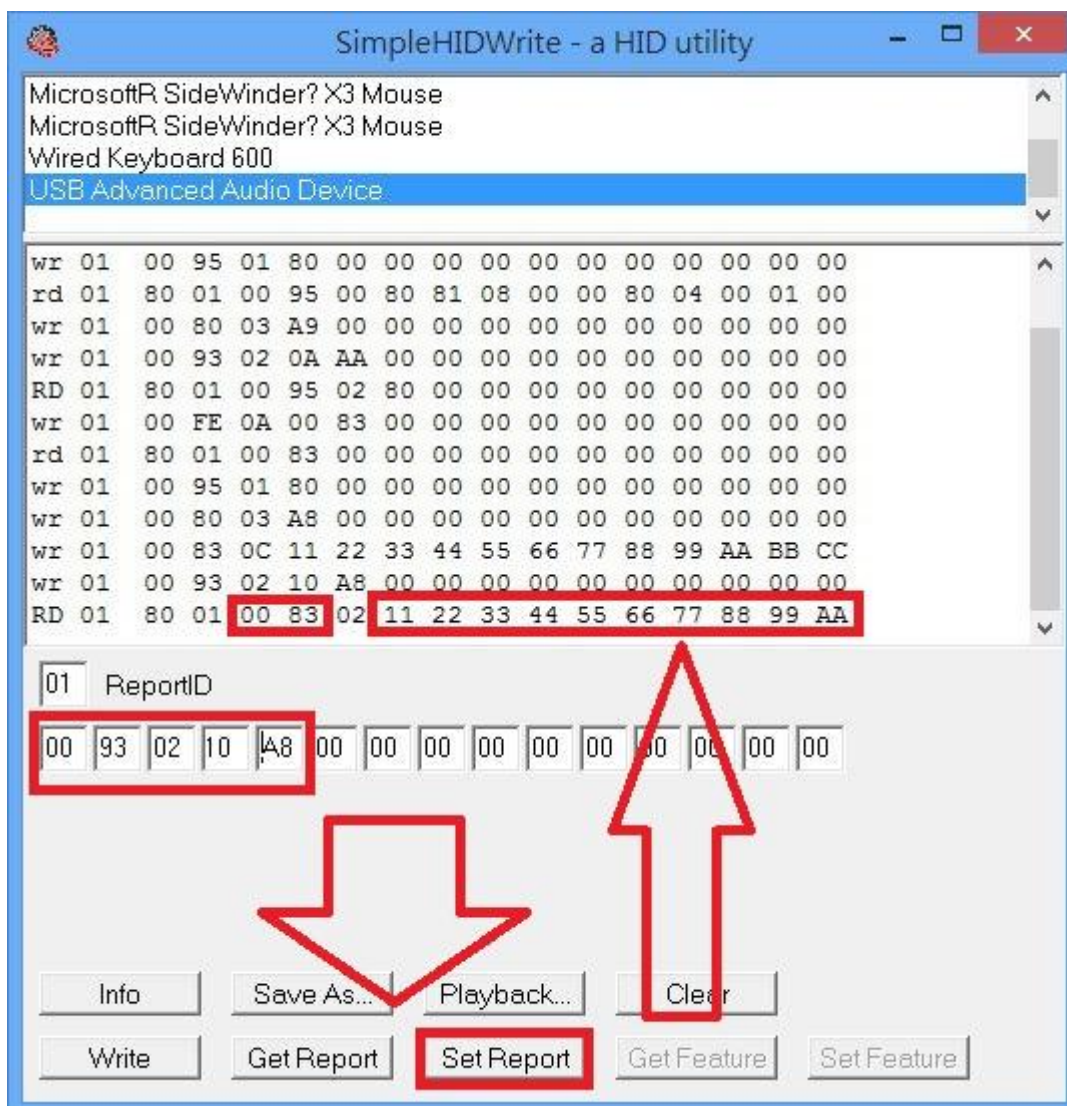 SimpleHIDWrite - a HID utility
MicrosoftR SideWinder? X3 Mouse
MicrosoftR SideWinder? X3 Mouse
Wired Keyboard 600
USB Advanced Audio Device
wr 01 00 95 01 80 00 00 00 00 00 00 00 00 00 00 00
rd 01 80 01 00 95 00 80 81 08 00 00 80 04 00 01 00
wr 01 00 80 03 A9 00 00 00 00 00 00 00 00 00 00 00
wr 01 00 93 02 0A AA 00 00 00 00 00 00 00 00 00 00
RD 01 80 01 00 95 02 80 00 00 00 00 00 00 00 00 00
wr 01 00 FE 0A 00 83 00 00 00 00 00 00 00 00 00 00
rd 01 80 01 00 83 00 00 00 00 00 00 00 00 00 00 00
wr 01 00 95 01 80 00 00 00 00 00 00 00 00 00 00 00
wr 01 00 80 03 A8 00 00 00 00 00 00 00 00 00 00 00
wr 01 00 83 0C 11 22 33 44 55 66 77 88 99 AA BB CC
wr 01 00 93 02 10 A8 00 00 00 00 00 00 00 00 00 00
RD 01 80 01 00 83 02 11 22 33 44 55 66 77 88 99 AA
01 ReportID
00 93 02 10 A8 00 00 00 00 00 00 00 00 00 00
Info Save As... Playback... Clear
Write Get Report Set Report Get Feature Set Feature